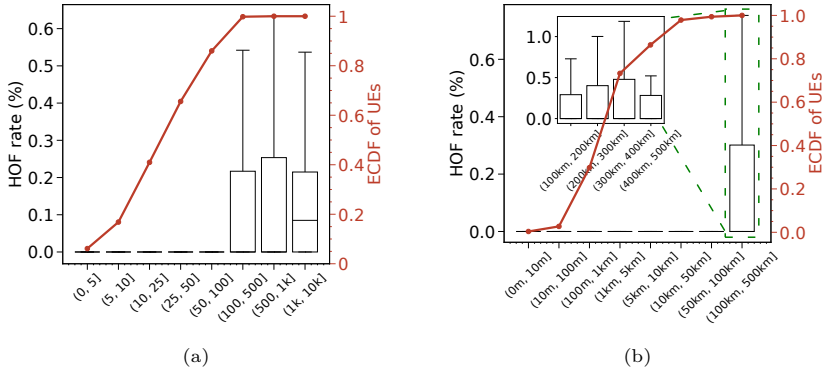 HOF rate (%)
0.6
0.5
0.4
0.3
0.2
0.1
0.0
1
0.8
0.6
0.4
0.2
0
ECDF of UEs
(0, 5]
(5, 10]
(10, 25]
(25, 50]
(50, 100]
(100, 500]
(500, 1k]
(1k, 10k]
(a)
HOF rate (%)
0.6
0.4
0.2
0.0
1.0
0.5
0.0
(100km, 200km]
(200km, 300km]
(300km, 400km]
(400km, 500km]
1.0
0.8
0.6
0.4
0.2
0.0
ECDF of UEs
(0m, 10m]
(10m, 100m]
(100m, 1km]
(1km, 5km]
(5km, 10km]
(10km, 50km]
(50km, 100km]
(100km, 500km]
(b)